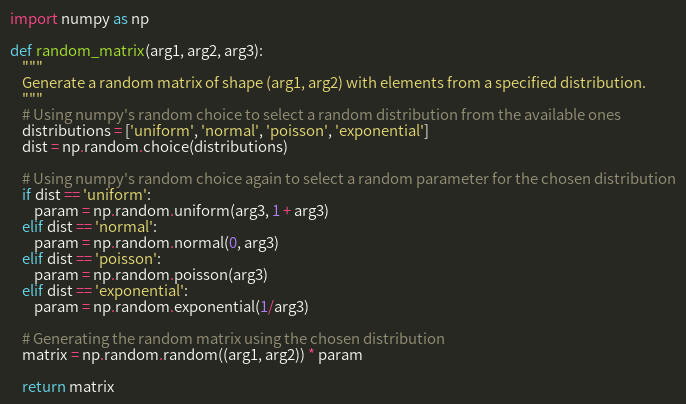 import numpy as np
def random_matrix(arg1, arg2, arg3):
"""
Generate a random matrix of shape (arg1, arg2) with elements from a specified distribution.
"""
# Using numpy's random choice to select a random distribution from the available ones
distributions = ['uniform', 'normal', 'poisson', 'exponential']
dist = np.random.choice(distributions)
# Using numpy's random choice again to select a random parameter for the chosen distribution
if dist == 'uniform':
param = np.random.uniform(arg3, 1 + arg3)
elif dist == 'normal':
param = np.random.normal(0, arg3)
elif dist == 'poisson':
param = np.random.poisson(arg3)
elif dist == 'exponential':
param = np.random.exponential(1/arg3)
# Generating the random matrix using the chosen distribution
matrix = np.random.random((arg1, arg2)) * param
return matrix